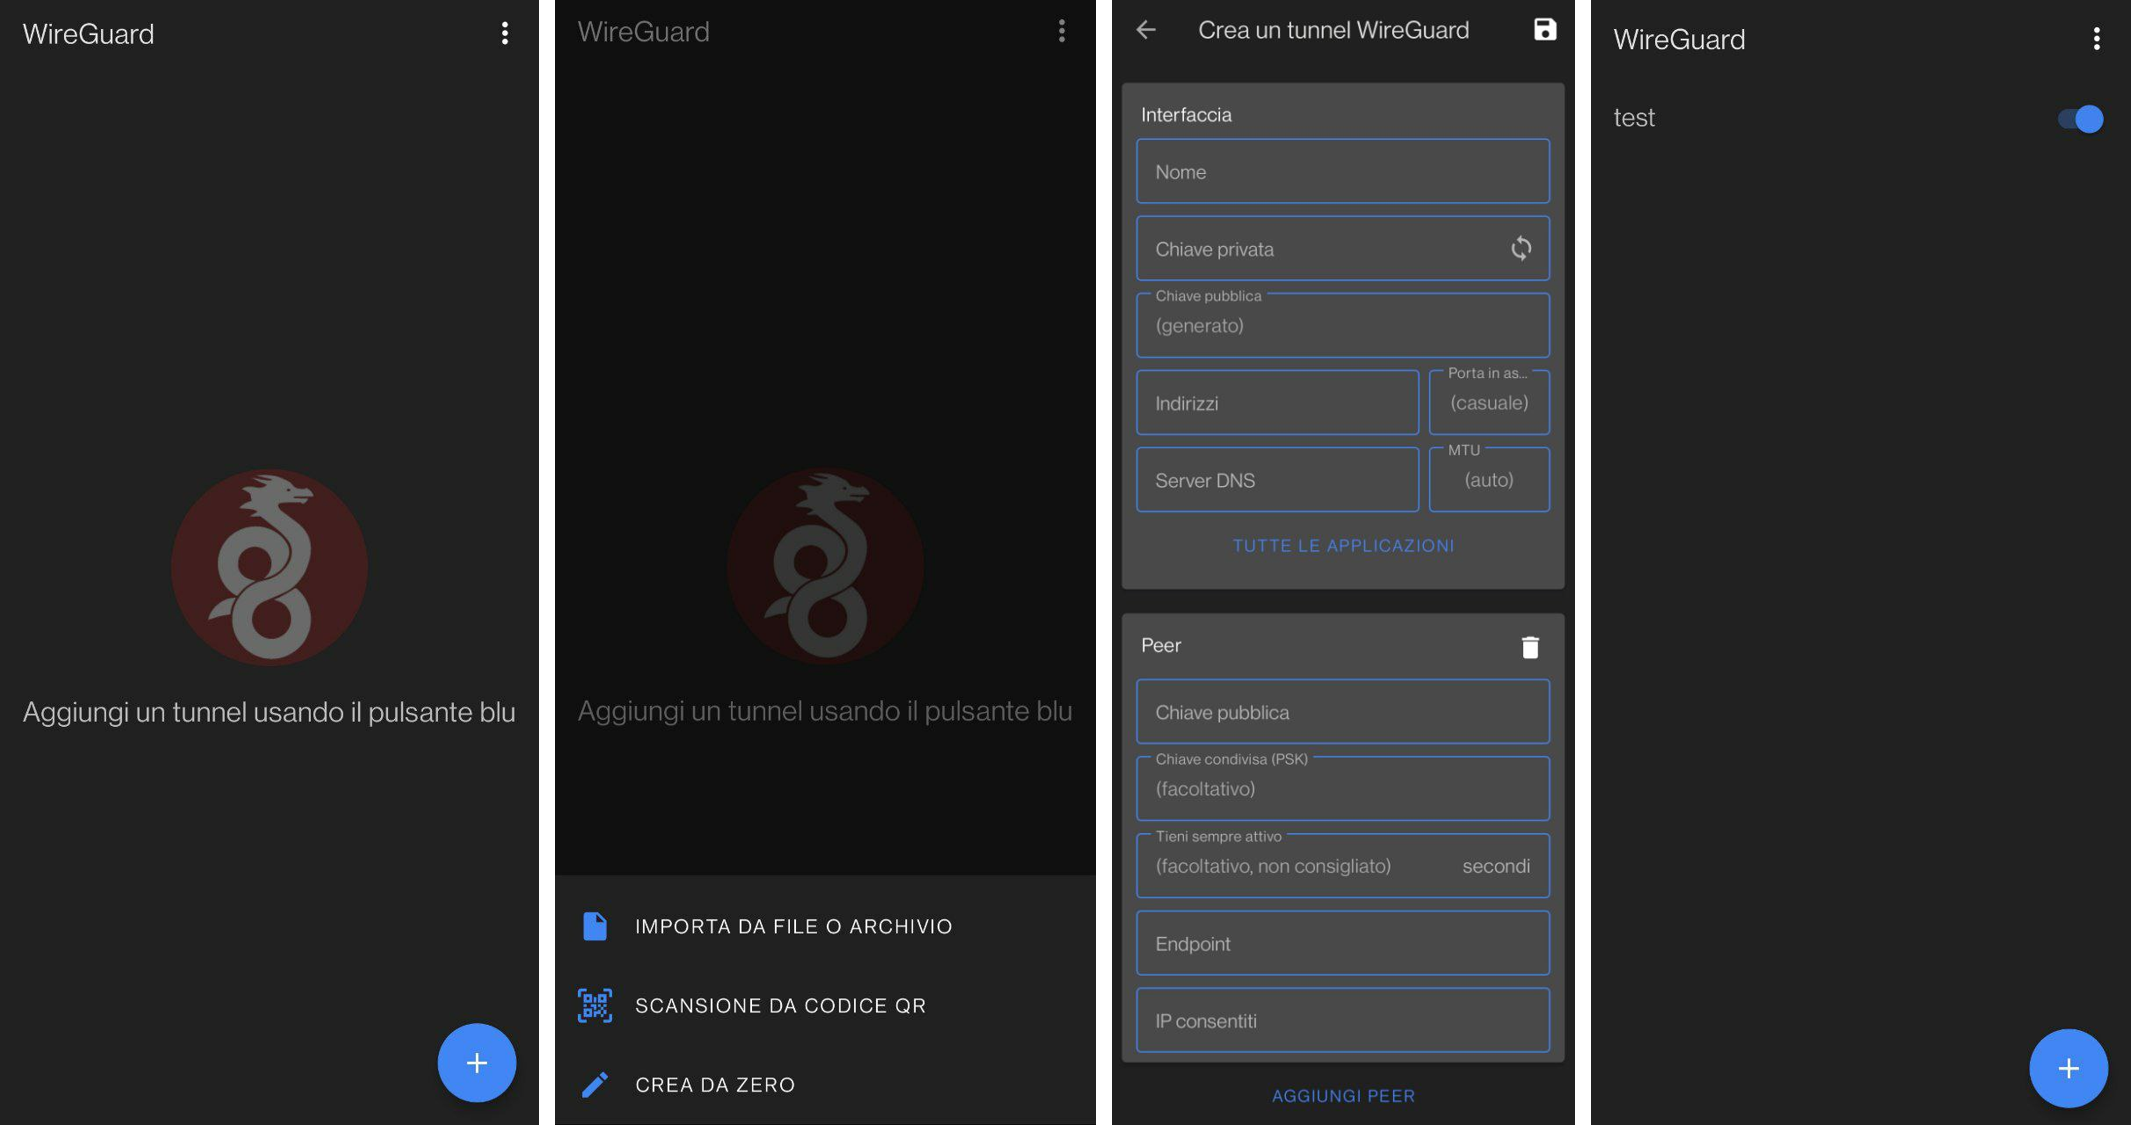 WireGuard
Aggiungi un tunnel usando il pulsante blu
WireGuard
Aggiungi un tunnel usando il pulsante blu
IMPORTA DA FILE O ARCHIVIO
SCANSIONE DA CODICE QR
CREA DA ZERO
Crea un tunnel WireGuard
Interfaccia
Nome
Chiave privata
Chiave pubblica
(generato)
Indirizzi
Porta in as...
(casuale)
Server DNS
MTU
(auto)
TUTTE LE APPLICAZIONI
Peer
Chiave pubblica
Chiave condivisa (PSK)
(facoltativo)
Tieni sempre attivo
(facoltativo, non consigliato) secondi
Endpoint
IP consentiti
AGGIUNGI PEER
WireGuard
test